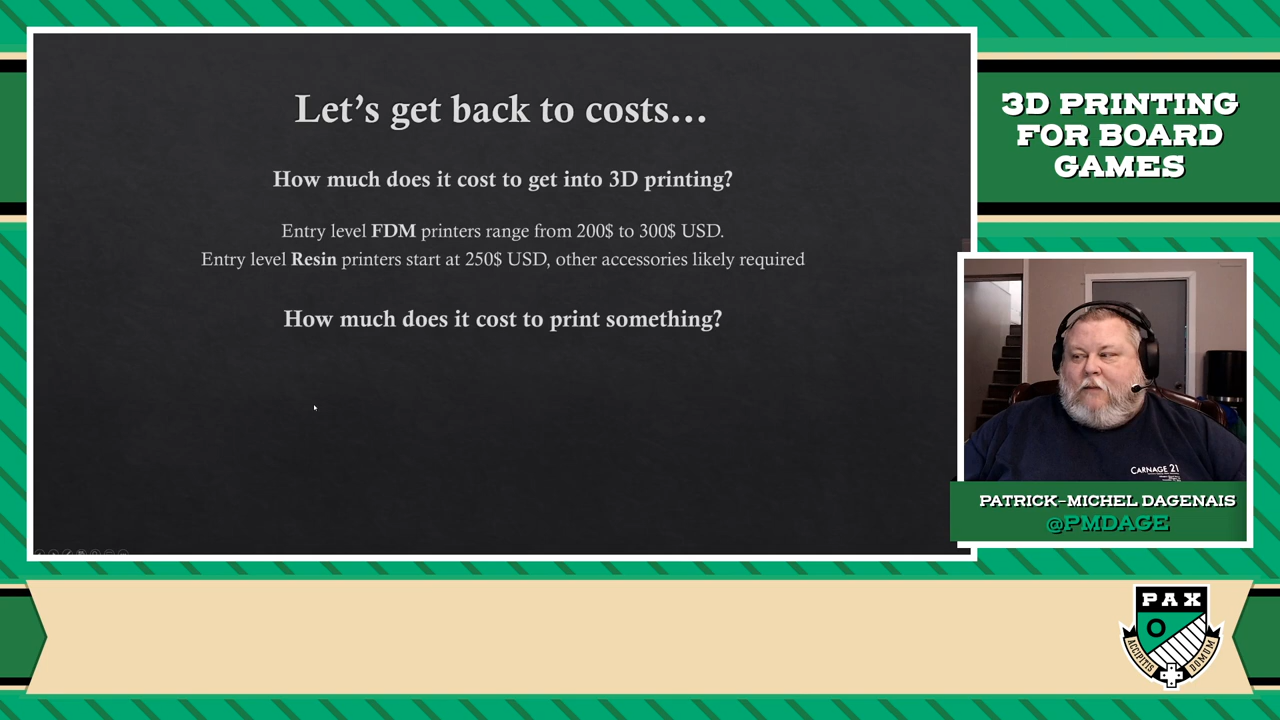 Let's get back to costs...
How much does it cost to get into 3D printing?
Entry level FDM printers range from 200$ to 300$ USD.
Entry level Resin printers start at 250$ USD, other accessories likely required
How much does it cost to print something?
3D PRINTING
FOR BOARD
GAMES
CARNAGE 21
PATRICK-MICHEL DAGENAIS
@PMDAGE
PAX
O
ACCIPITIS
DOMUM